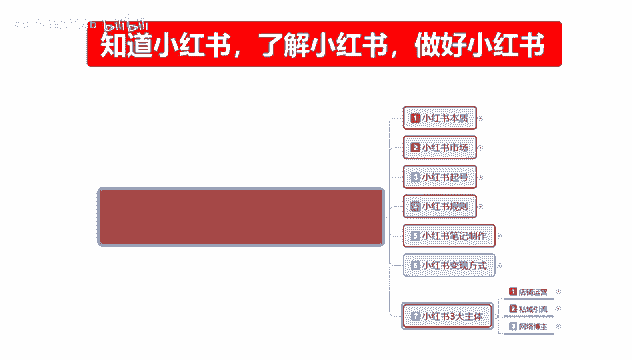 知道小红书，了解小红书，做好小红书
1 小红书本质
2 小红书市场
3 小红书起号
4 小红书规则
5 小红书笔记制作
6 小红书变现方式
7 小红书3大主体
1 店铺运营
2 私域引流
3 网络博主